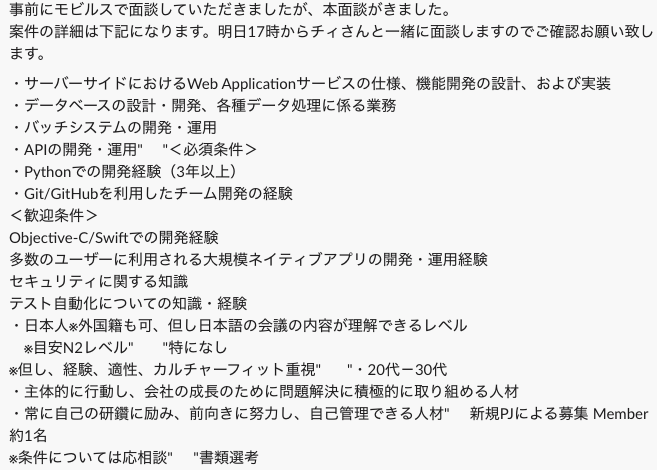 事前にモビルスで面談していただきましたが、本面談がきました。
案件の詳細は下記になります。明日17時からチィさんと一緒に面談しますのでご確認お願い致し
ます。
・サーバーサイドにおけるWeb Applicationサービスの仕様、機能開発の設計、および実装
・データベースの設計・開発、各種データ処理に係る業務
・バッチシステムの開発・運用
・APIの開発・運用" "＜必須条件＞
・Pythonでの開発経験（3年以上）
・Git/GitHubを利用したチーム開発の経験
＜歓迎条件＞
Objective-C/Swiftでの開発経験
多数のユーザーに利用される大規模ネイティブアプリの開発・運用経験
セキュリティに関する知識
テスト自動化についての知識・経験
・日本人※外国籍も可、但し日本語の会議の内容が理解できるレベル
※目安N2レベル" "特になし
※但し、経験、適性、カルチャーフィット重視" "・20代－30代
・主体的に行動し、会社の成長のために問題解決に積極的に取り組める人材
・常に自己の研鑽に励み、前向きに努力し、自己管理できる人材" 新規PJによる募集 Member
約1名
※条件については応相談" "書類選考